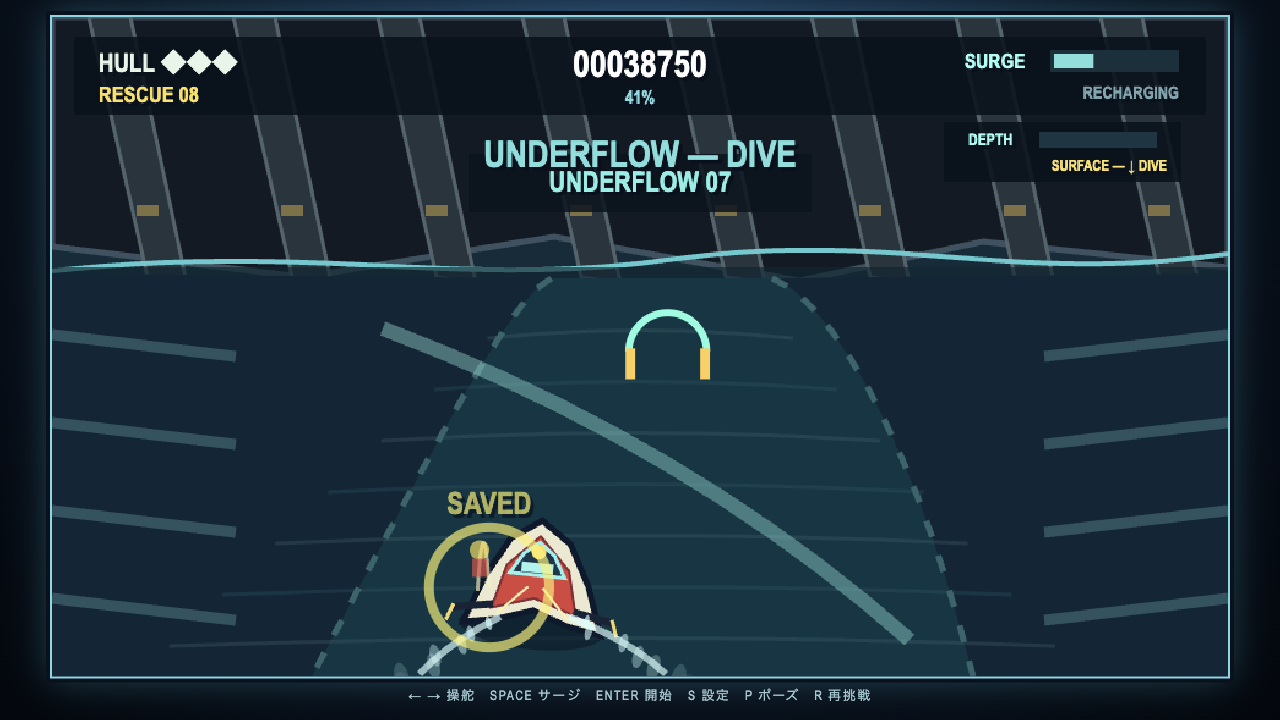 HULL
RESCUE 08
00038750
41%
SURGE
RECHARGING
DEPTH
SURFACE — ↓ DIVE
UNDERFLOW — DIVE
UNDERFLOW 07
SAVED
← → 操舵 SPACE サージ ENTER 開始 S 設定 P ポーズ R 再挑戦